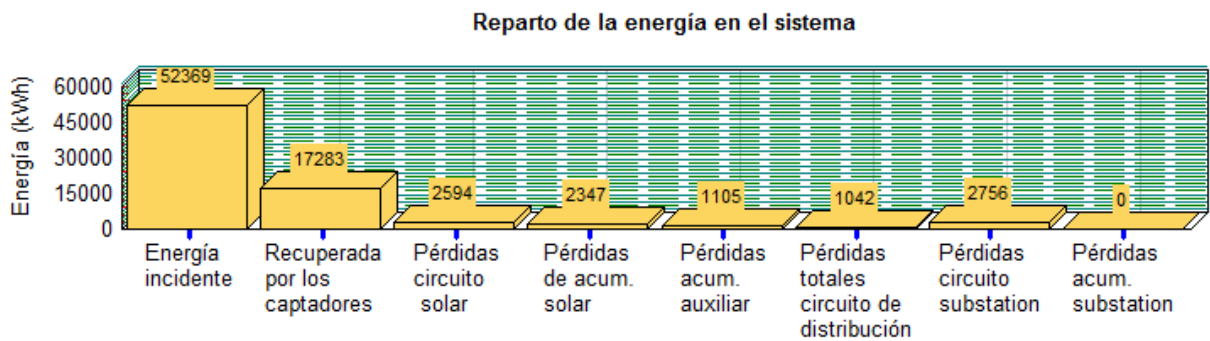 Reparto de la energía en el sistema
Energía (kWh)
60000
45000
30000
15000
0
52369
17283
2594
2347
1105
1042
2756
0
Energía
incidente
Recuperada
por los
captadores
Pérdidas
circuito
solar
Pérdidas
de acum.
solar
Pérdidas
acum.
auxiliar
Pérdidas
totales
circuito de
distribución
Pérdidas
circuito
substation
Pérdidas
acum.
substation